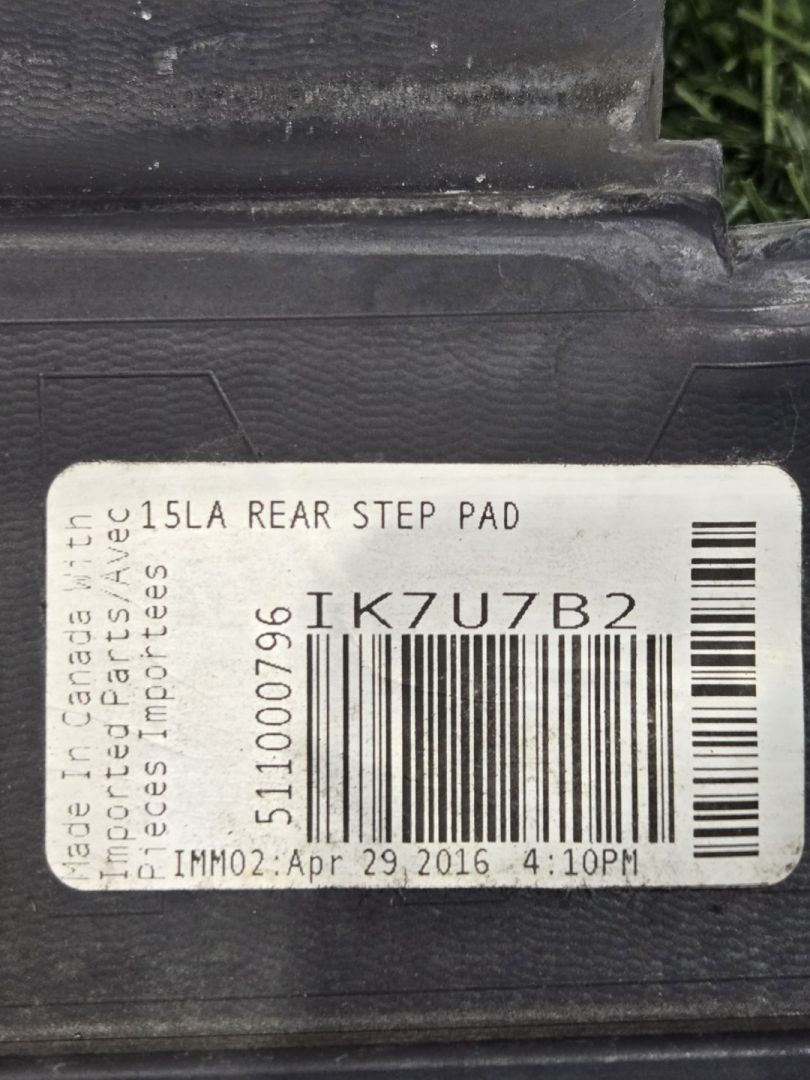 15LA REAR STEP PAD
IK7U7B2
5111000796
Made In Canada With
Imported Parts/Avec
Pieces Importees
IMM02:Apr 29,2016 4:10PM